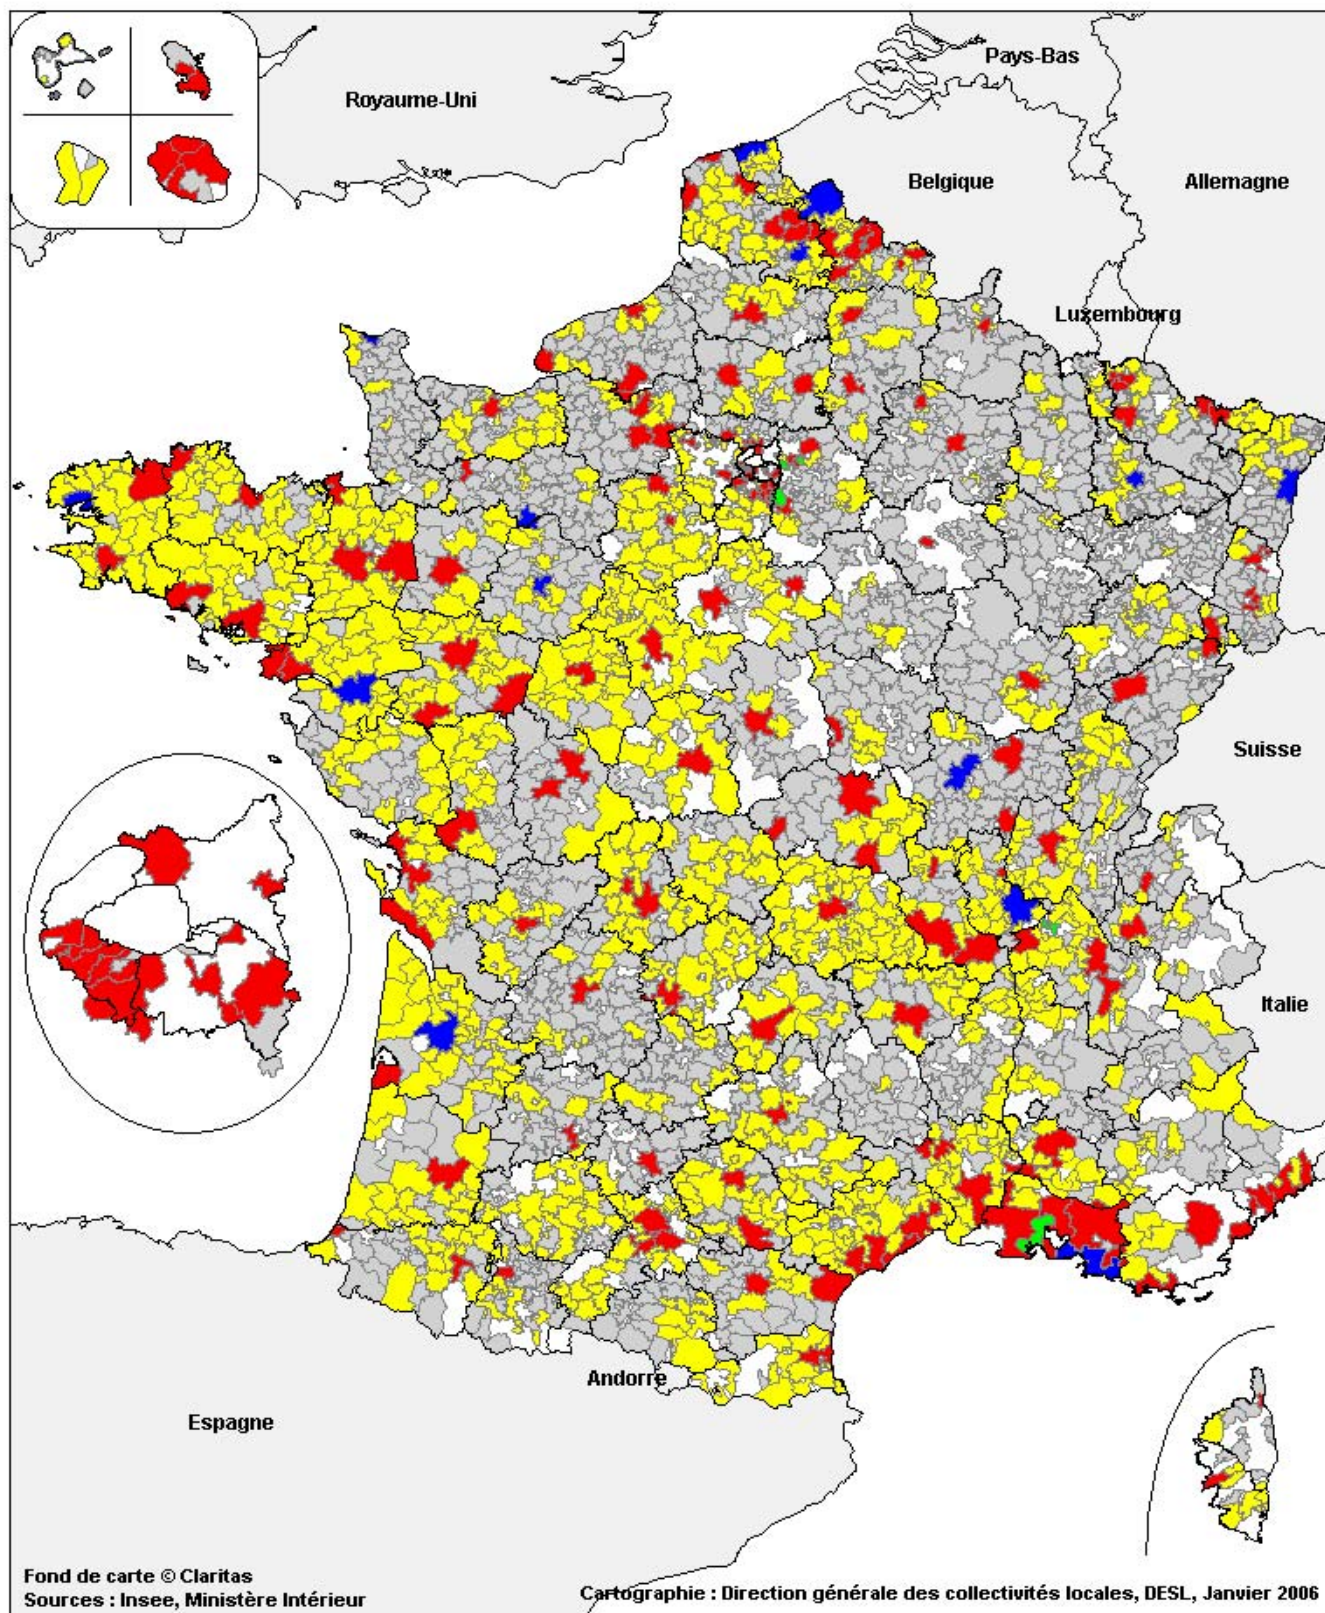 Pays-Bas
Royaume-Uni
Belgique
Allemagne
Luxembourg
Suisse
Italie
Andorre
Espagne
Fond de carte © Claritas
Sources : Insee, Ministère Intérieur
Cartographie : Direction générale des collectivités locales, DESL, Janvier 2006